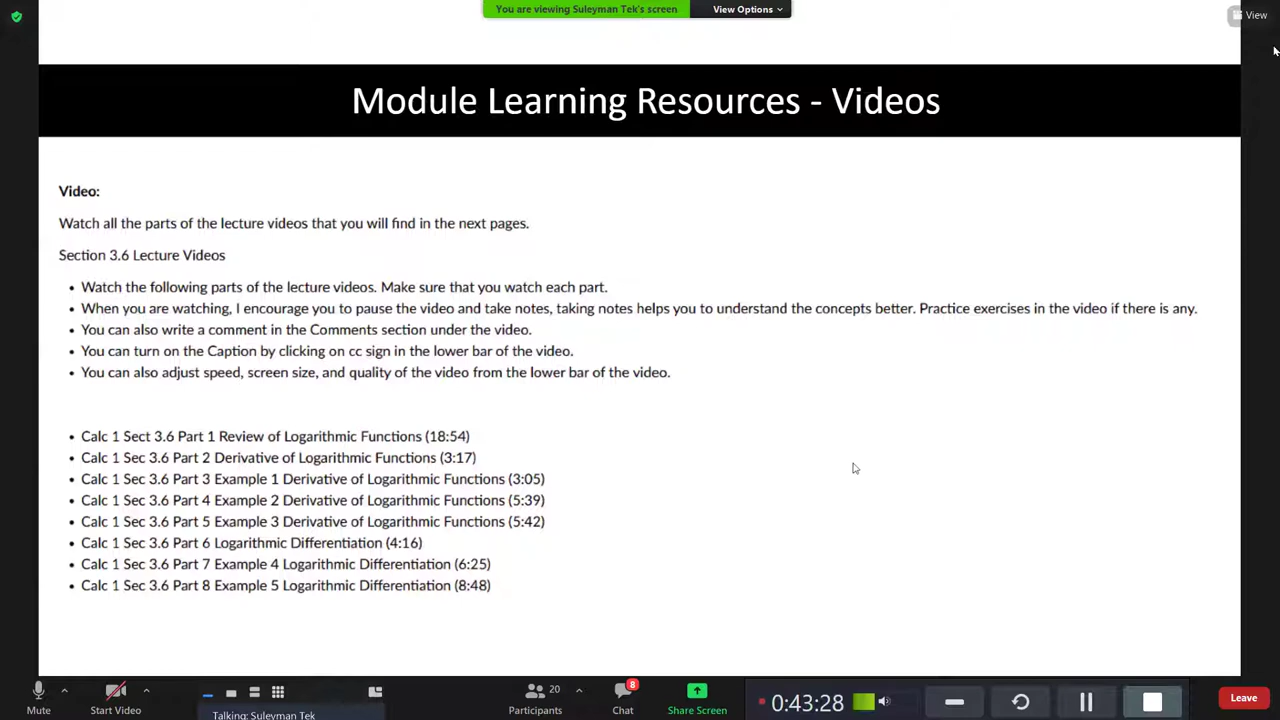 You are viewing Suleyman Tek's screen View Options
View
Module Learning Resources - Videos
Video:
Watch all the parts of the lecture videos that you will find in the next pages.
Section 3.6 Lecture Videos
• Watch the following parts of the lecture videos. Make sure that you watch each part.
• When you are watching, I encourage you to pause the video and take notes, taking notes helps you to understand the concepts better. Practice exercises in the video if there is any.
• You can also write a comment in the Comments section under the video.
• You can turn on the Caption by clicking on cc sign in the lower bar of the video.
• You can also adjust speed, screen size, and quality of the video from the lower bar of the video.
• Calc 1 Sect 3.6 Part 1 Review of Logarithmic Functions (18:54)
• Calc 1 Sec 3.6 Part 2 Derivative of Logarithmic Functions (3:17)
• Calc 1 Sec 3.6 Part 3 Example 1 Derivative of Logarithmic Functions (3:05)
• Calc 1 Sec 3.6 Part 4 Example 2 Derivative of Logarithmic Functions (5:39)
• Calc 1 Sec 3.6 Part 5 Example 3 Derivative of Logarithmic Functions (5:42)
• Calc 1 Sec 3.6 Part 6 Logarithmic Differentiation (4:16)
• Calc 1 Sec 3.6 Part 7 Example 4 Logarithmic Differentiation (6:25)
• Calc 1 Sec 3.6 Part 8 Example 5 Logarithmic Differentiation (8:48)
20 8
0:43:28
Leave
Mute Start Video Participants Chat Share Screen
Talking: Suleyman Tek